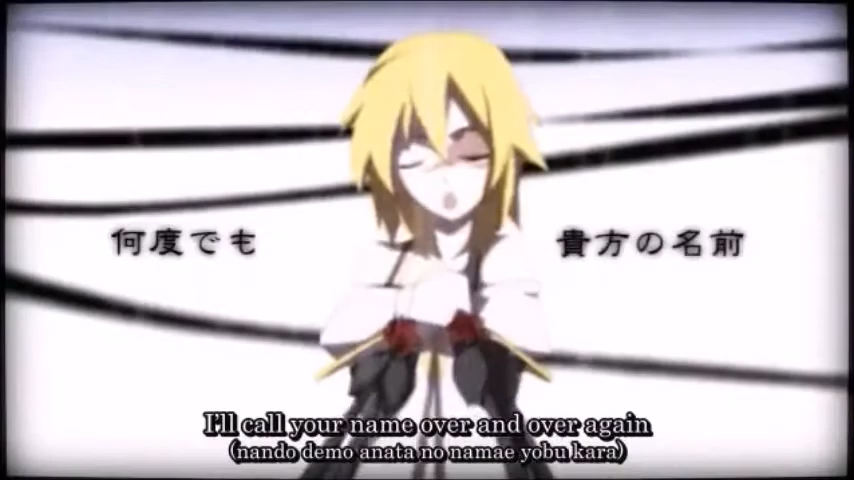 何度でも
貴方の名前
I'll call your name over and over again
(nando demo anata no namae yobu kara)